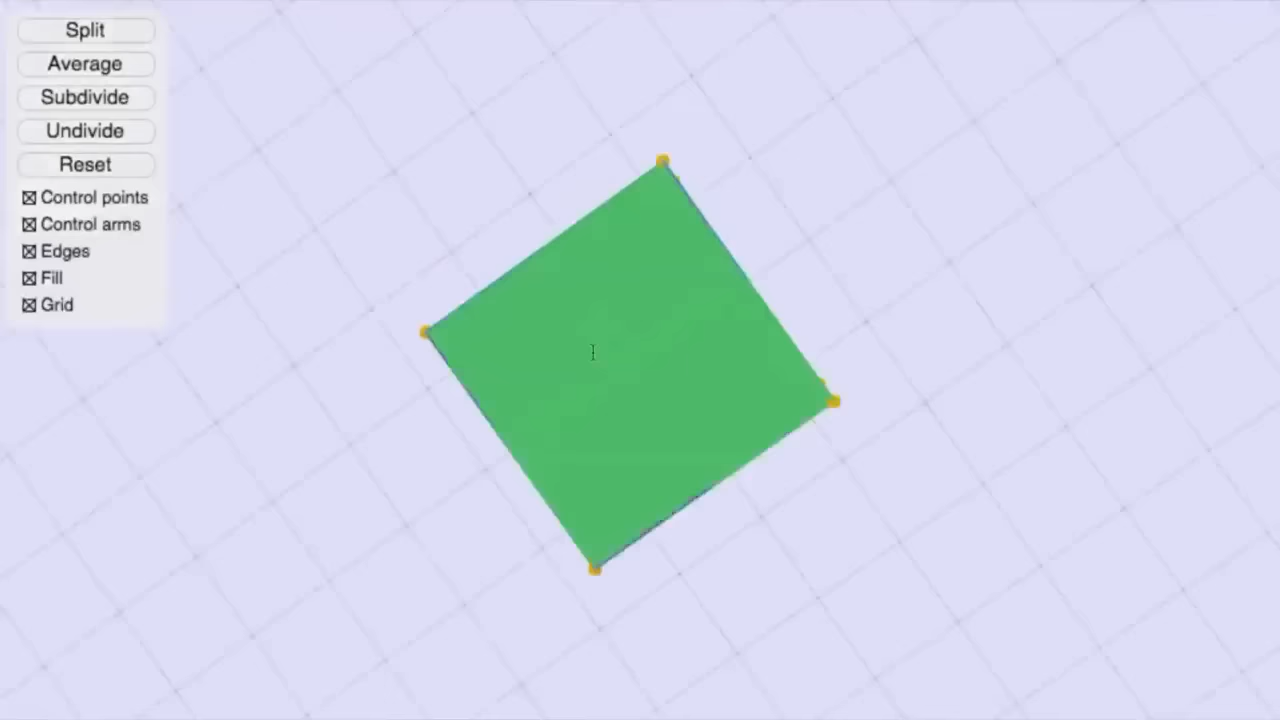 Split
Average
Subdivide
Undivide
Reset
Control points
Control arms
Edges
Fill
Grid